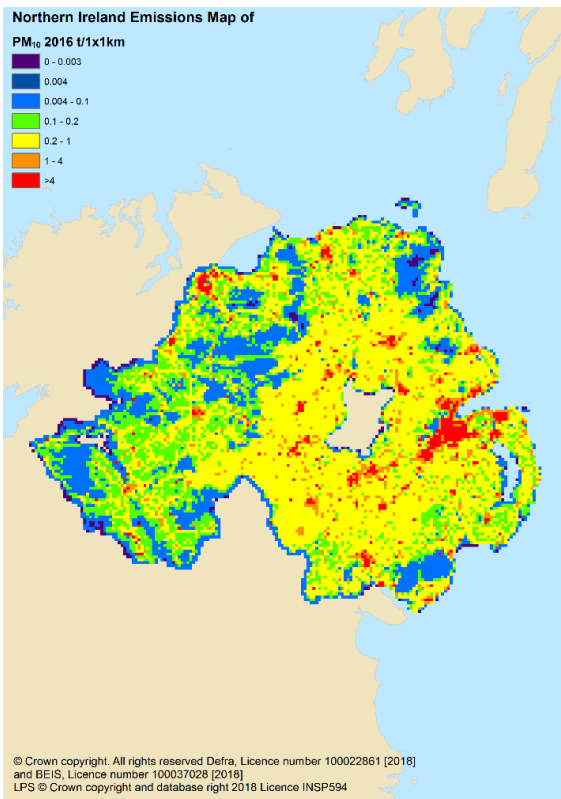 Northern Ireland Emissions Map of
PM₁₀ 2016 t/1x1km
0 - 0.003
0.004
0.004 - 0.1
0.1 - 0.2
0.2 - 1
1 - 4
>4
© Crown copyright. All rights reserved Defra, Licence number 100022861 [2018]
and BEIS, Licence number 100037028 [2018]
LPS © Crown copyright and database right 2018 Licence INSP594